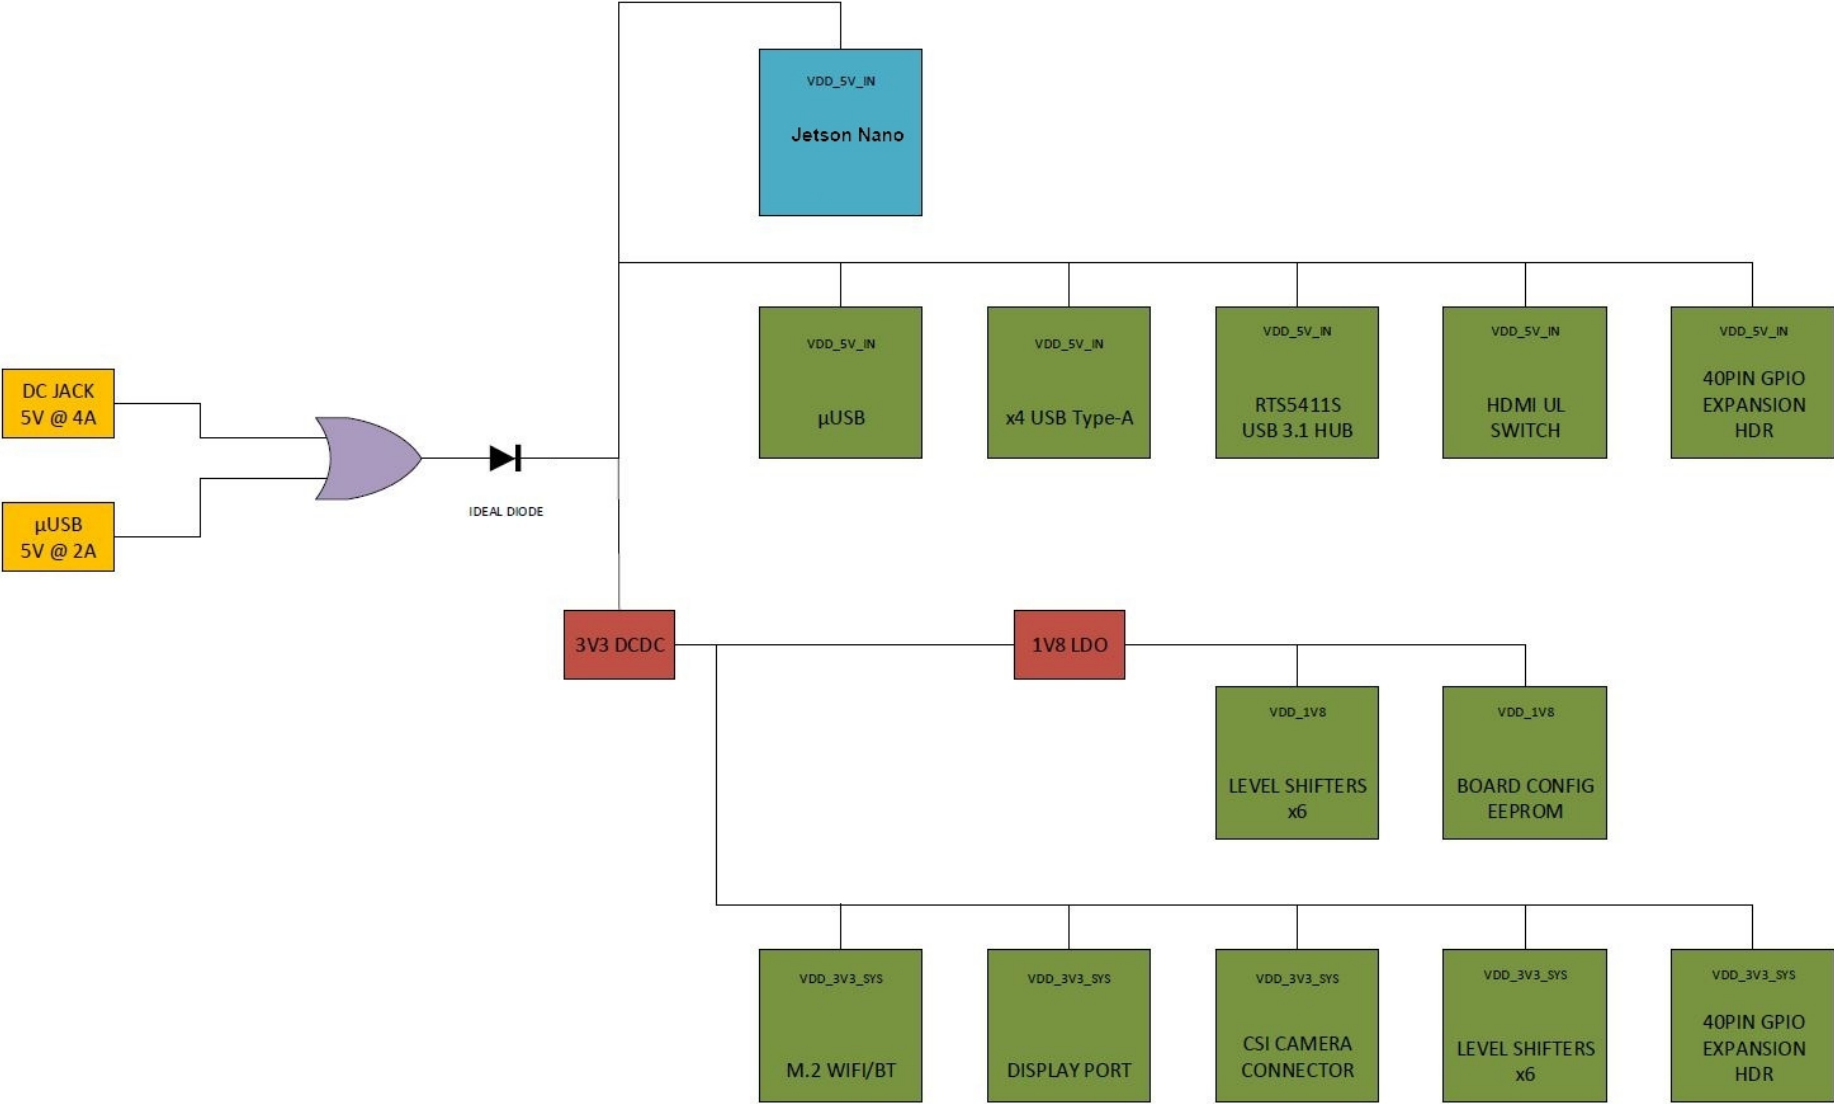 VDD_5V_IN
Jetson Nano
VDD_5V_IN
µUSB
VDD_5V_IN
x4 USB Type-A
VDD_5V_IN
RTS5411S
USB 3.1 HUB
VDD_5V_IN
HDMI UL
SWITCH
VDD_5V_IN
40PIN GPIO
EXPANSION
HDR
DC JACK
5V @ 4A
µUSB
5V @ 2A
IDEAL DIODE
3V3 DCDC
1V8 LDO
VDD_1V8
LEVEL SHIFTERS
x6
VDD_1V8
BOARD CONFIG
EEPROM
VDD_3V3_SYS
M.2 WIFI/BT
VDD_3V3_SYS
DISPLAY PORT
VDD_3V3_SYS
CSI CAMERA
CONNECTOR
VDD_3V3_SYS
LEVEL SHIFTERS
x6
VDD_3V3_SYS
40PIN GPIO
EXPANSION
HDR